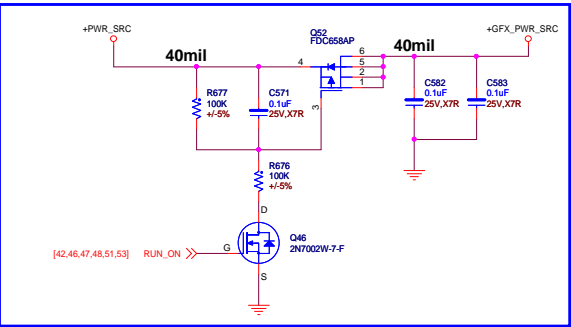 +PWR_SRC
Q52
FDC658AP
+GFX_PWR_SRC
40mil
40mil
4
6
5
2
1
3
R677
100K
+/-5%
C571
0.1uF
25V,X7R
C582
0.1uF
25V,X7R
C583
0.1uF
25V,X7R
R676
100K
+/-5%
D
Q46
2N7002W-7-F
G
S
[42,46,47,48,51,53] RUN_ON